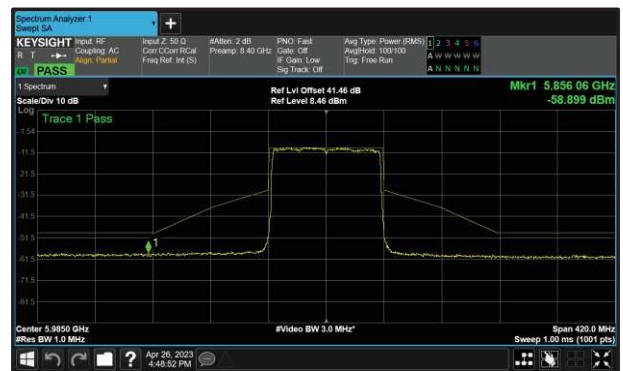 Spectrum Analyzer 1
Swept SA
+
KEYSIGHT Input: RF Input Z: 50 Ω #Atten: 2 dB PNO: Fast Avg Type: Power (RMS) 1 2 3 4 5 6
R T Coupling: AC Corr CCorr RCal Preamp: 8.40 GHz Gate: Off Avg|Hold: 100/100 A W W W W W
Align: Partial Freq Ref: Int (S) IF Gain: Low Trig: Free Run
PASS Sig Track: Off A N N N N N
1 Spectrum Ref Lvl Offset 41.46 dB Mkr1 5.856 06 GHz
Scale/Div 10 dB Ref Level 8.46 dBm -58.899 dBm
Log
Trace 1 Pass
-1.54
-11.5
-21.5
-31.5
-41.5
-51.5
1
-61.5
-71.5
-81.5
Center 5.9850 GHz #Video BW 3.0 MHz* Span 420.0 MHz
#Res BW 1.0 MHz Sweep 1.00 ms (1001 pts)
? Apr 26, 2023
4:48:52 PM